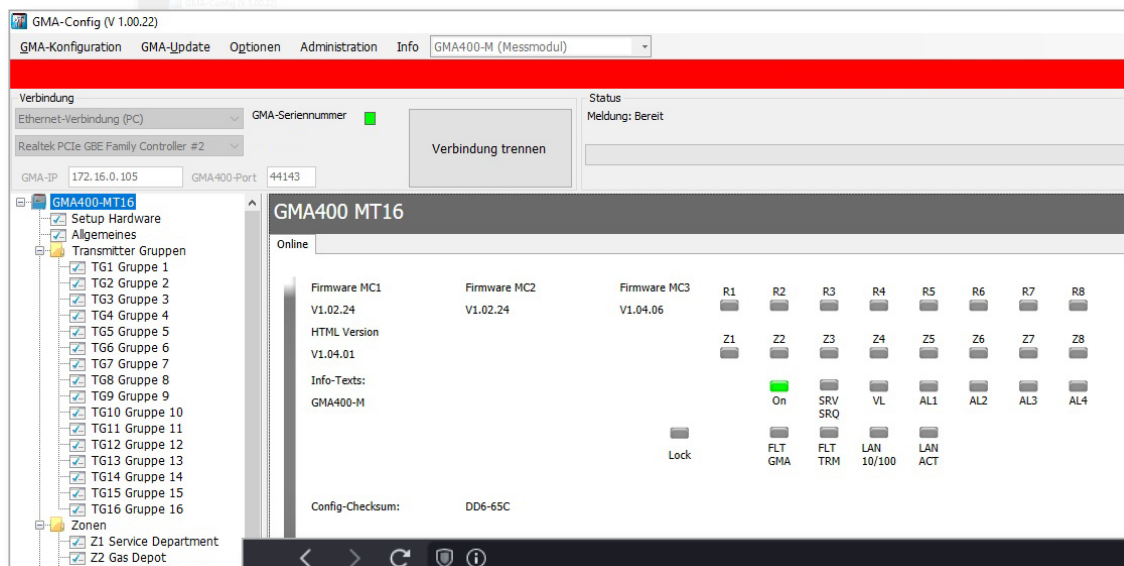 GMA-Config (V 1.00.22)
GMA-Konfiguration GMA-Update Optionen Administration Info GMA400-M (Messmodul)
Verbindung
Ethernet-Verbindung (PC) GMA-Seriennummer
Realtek PCIe GBE Family Controller #2
Verbindung trennen
GMA-IP 172.16.0.105 GMA400-Port 44143
Status
Meldung: Bereit
GMA400-MT16
Setup Hardware
Allgemeines
Transmitter Gruppen
TG1 Gruppe 1
TG2 Gruppe 2
TG3 Gruppe 3
TG4 Gruppe 4
TG5 Gruppe 5
TG6 Gruppe 6
TG7 Gruppe 7
TG8 Gruppe 8
TG9 Gruppe 9
TG10 Gruppe 10
TG11 Gruppe 11
TG12 Gruppe 12
TG13 Gruppe 13
TG14 Gruppe 14
TG15 Gruppe 15
TG16 Gruppe 16
Zonen
Z1 Service Department
Z2 Gas Depot
GMA400 MT16
Online
Firmware MC1 Firmware MC2 Firmware MC3
V1.02.24 V1.02.24 V1.04.06
HTML Version
V1.04.01
Info-Texts:
GMA400-M
R1 R2 R3 R4 R5 R6 R7 R8
Z1 Z2 Z3 Z4 Z5 Z6 Z7 Z8
On SRV VL AL1 AL2 AL3 AL4
SRQ
Lock
FLT FLT LAN LAN
GMA TRM 10/100 ACT
Config-Checksum: DD6-65C